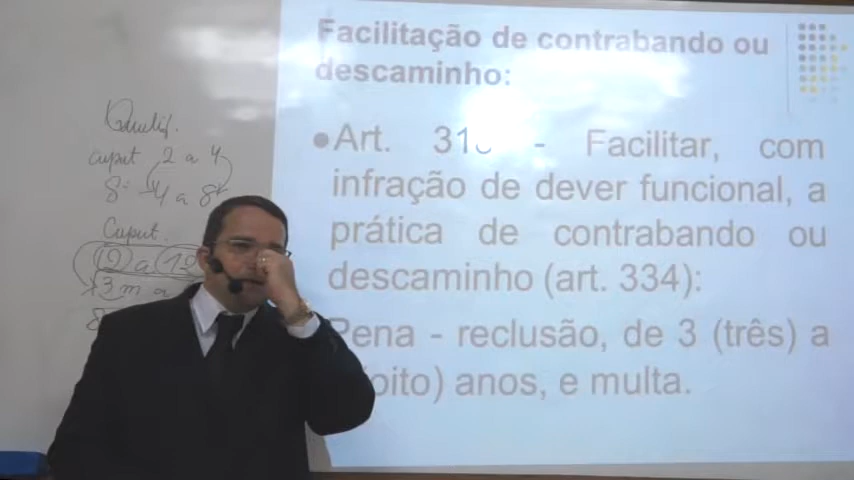 Facilitação de contrabando ou
descaminho:
Art. 318 - Facilitar, com
infração de dever funcional, a
prática de contrabando ou
descaminho (art. 334):
Pena - reclusão, de 3 (três) a
(oito) anos, e multa.
Qualif.
caput 2 a 4
4 a 8
Caput.